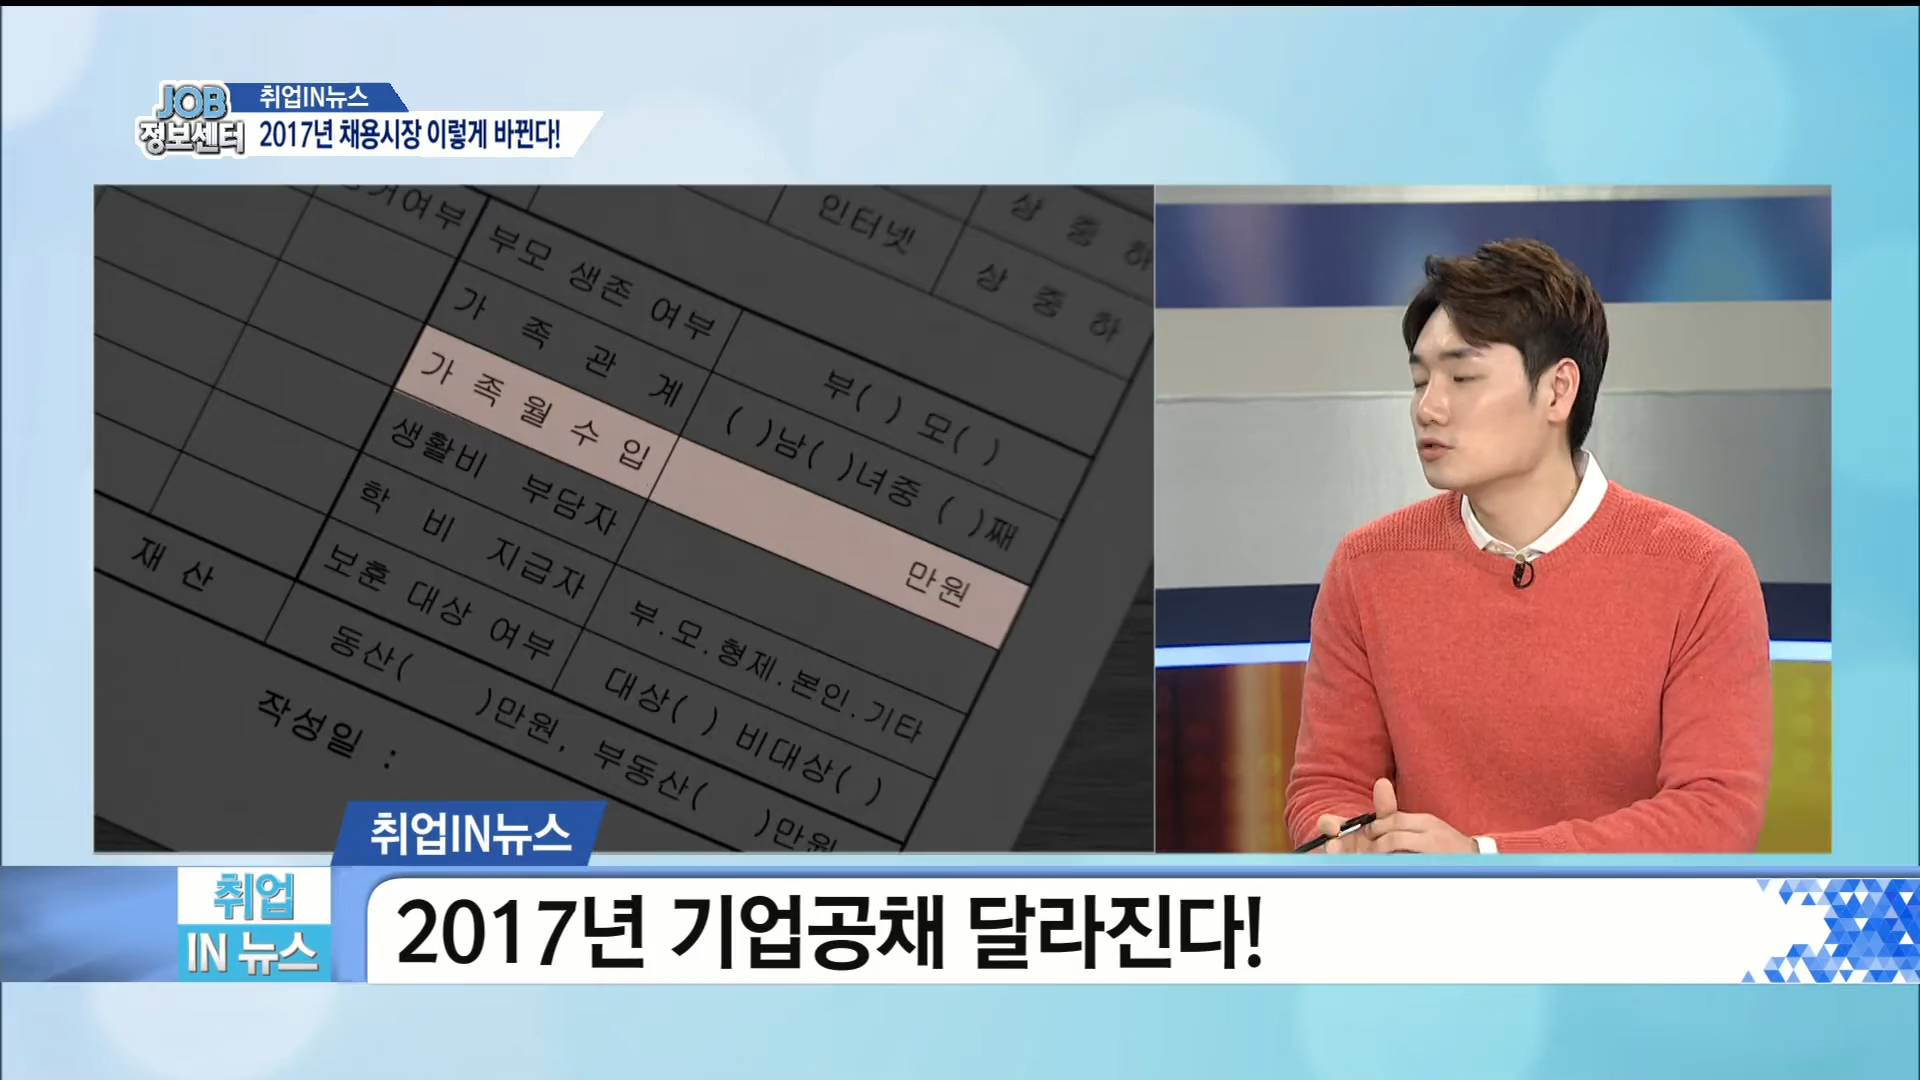 JOB
정보센터
취업IN뉴스
2017년 채용시장 이렇게 바뀐다!
거여부
인터넷
상 중 하
상 중 하
부모 생존 여부
부( ) 모( )
가 족 관 계
( )남( )녀중 ( )째
가 족 월 수 입
만원
생활비 부담자
학 비 지급자
부.모.형제.본인.기타
보훈 대상 여부
대상( ) 비대상( )
재 산
동산( )만원, 부동산( )만원
작성일 :
취업IN뉴스
취업
IN 뉴스
2017년 기업공채 달라진다!